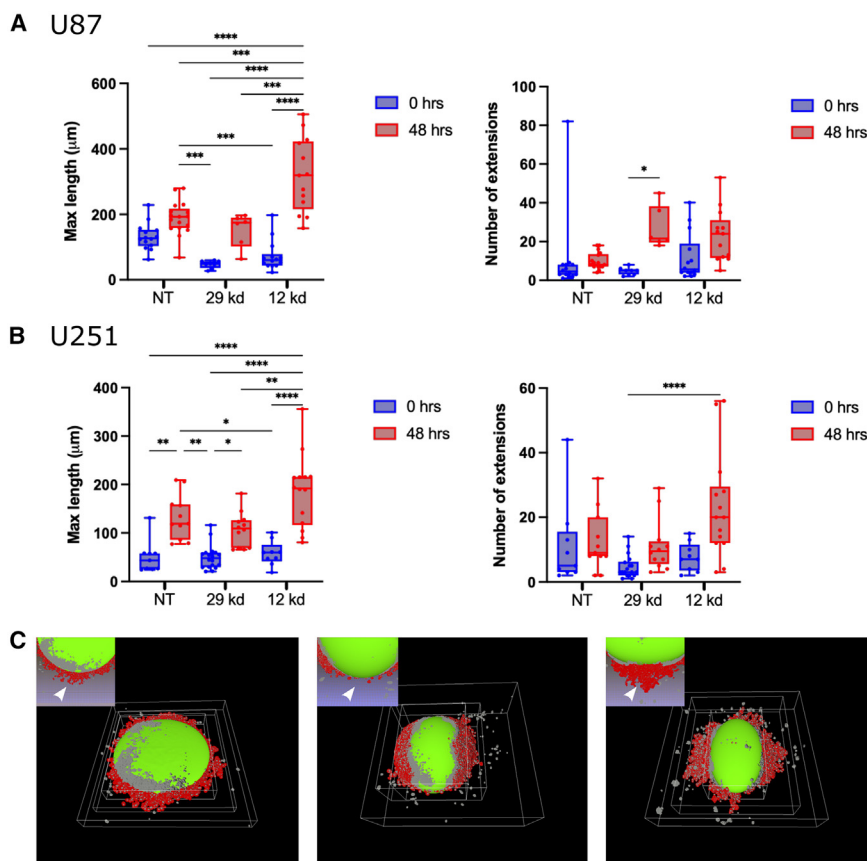 A U87
****
***
****
***
****
***
***
Max length (μm)
600
400
200
0
NT 29 kd 12 kd
0 hrs
48 hrs
*
Number of extensions
100
80
60
40
20
0
NT 29 kd 12 kd
0 hrs
48 hrs
B U251
****
****
**
****
*
** ** *
Max length (μm)
400
300
200
100
0
NT 29 kd 12 kd
0 hrs
48 hrs
****
Number of extensions
60
40
20
0
NT 29 kd 12 kd
0 hrs
48 hrs
C